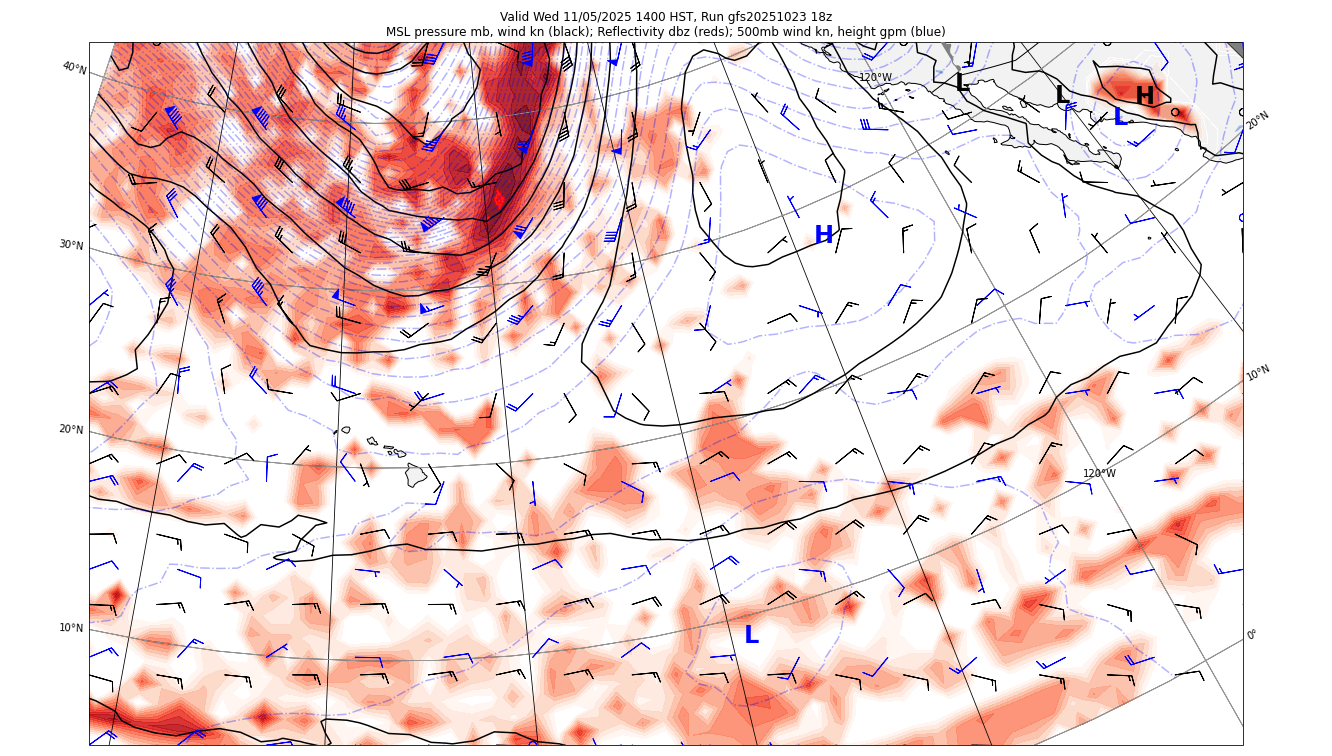 Valid Wed 11/05/2025 1400 HST, Run gfs20251023 18z
MSL pressure mb, wind kn (black); Reflectivity dbz (reds); 500mb wind kn, height gpm (blue)
40°N
120°W
L
L
H
L
20°N
H
30°N
10°N
20°N
120°W
10°N
L
0°